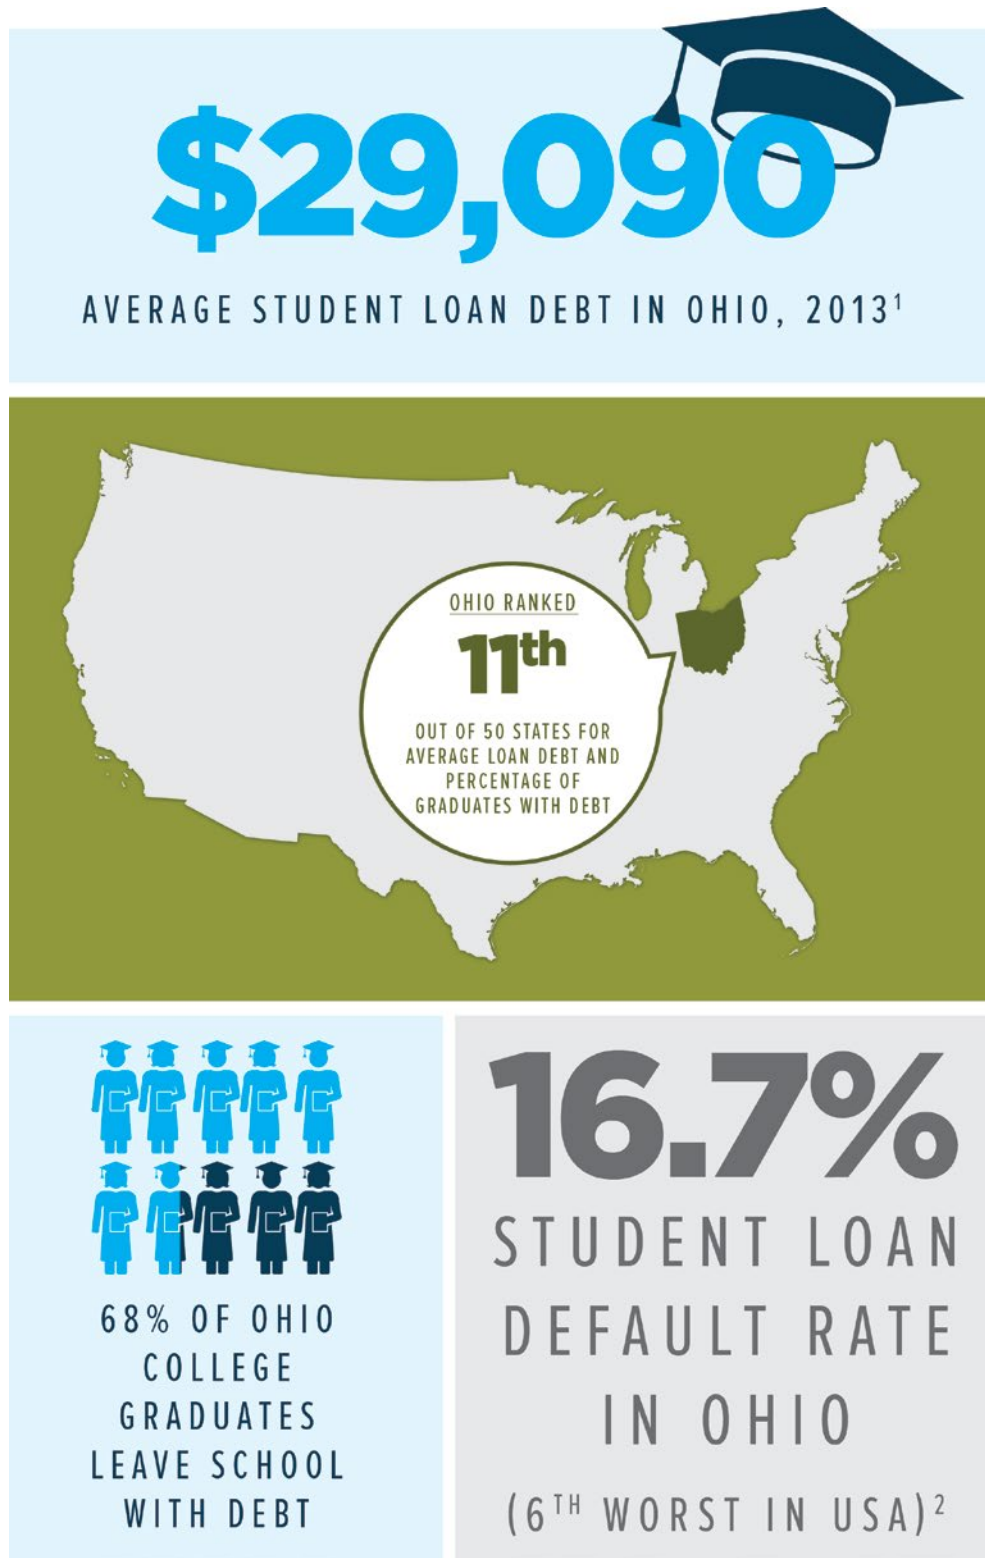 $29,090
AVERAGE STUDENT LOAN DEBT IN OHIO, 2013¹
OHIO RANKED
11th
OUT OF 50 STATES FOR
AVERAGE LOAN DEBT AND
PERCENTAGE OF
GRADUATES WITH DEBT
68% OF OHIO
COLLEGE
GRADUATES
LEAVE SCHOOL
WITH DEBT
16.7%
STUDENT LOAN
DEFAULT RATE
IN OHIO
(6TH WORST IN USA)²